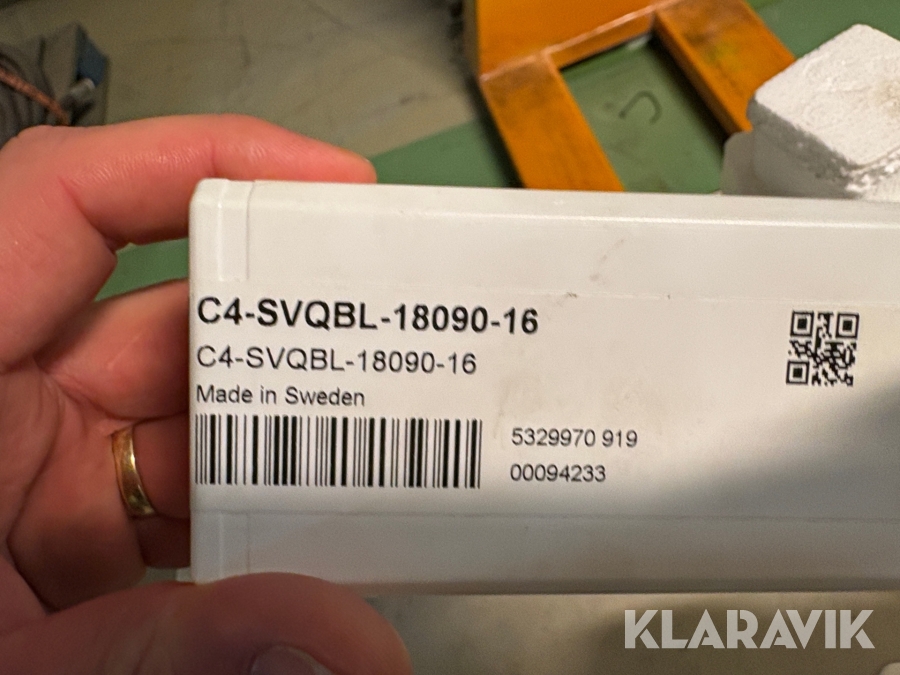 C4-SVQBL-18090-16
C4-SVQBL-18090-16
Made in Sweden
5329970 919
00094233
KLARAVIK